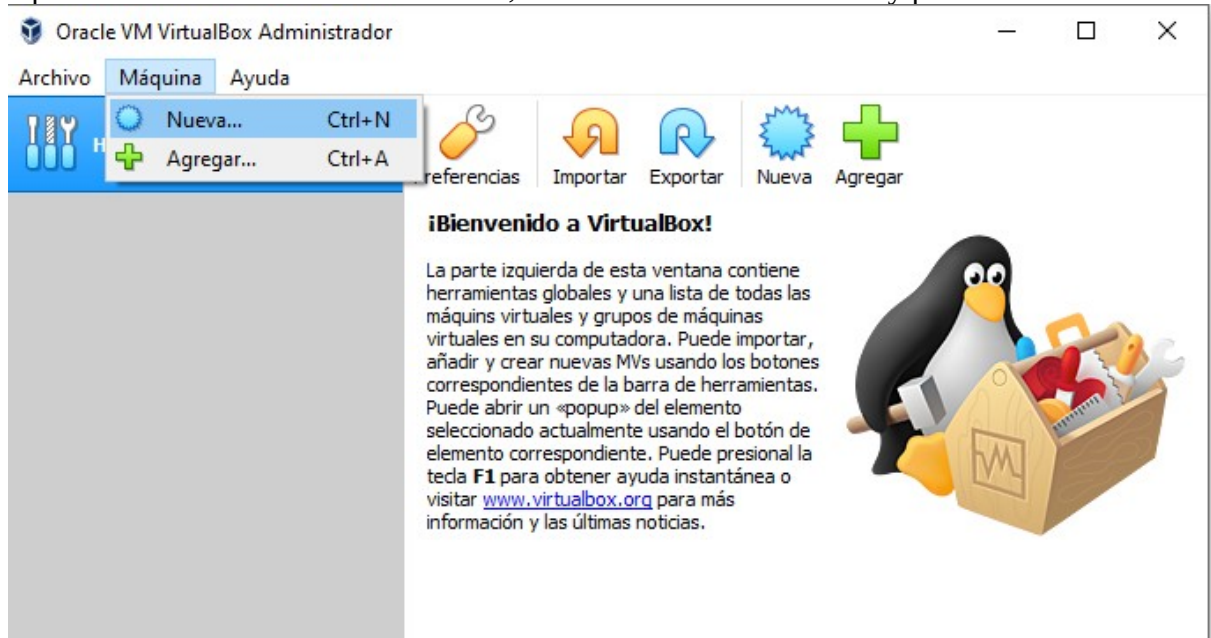 Oracle VM VirtualBox Administrador
Archivo Máquina Ayuda
Nueva... Ctrl+N
Agregar... Ctrl+A
H
referencias Importar Exportar Nueva Agregar
¡Bienvenido a VirtualBox!
La parte izquierda de esta ventana contiene
herramientas globales y una lista de todas las
máquins virtuales y grupos de máquinas
virtuales en su computadora. Puede importar,
añadir y crear nuevas MVs usando los botones
correspondientes de la barra de herramientas.
Puede abrir un «popup» del elemento
seleccionado actualmente usando el botón de
elemento correspondiente. Puede presional la
tecla F1 para obtener ayuda instantánea o
visitar www.virtualbox.org para más
información y las últimas noticias.